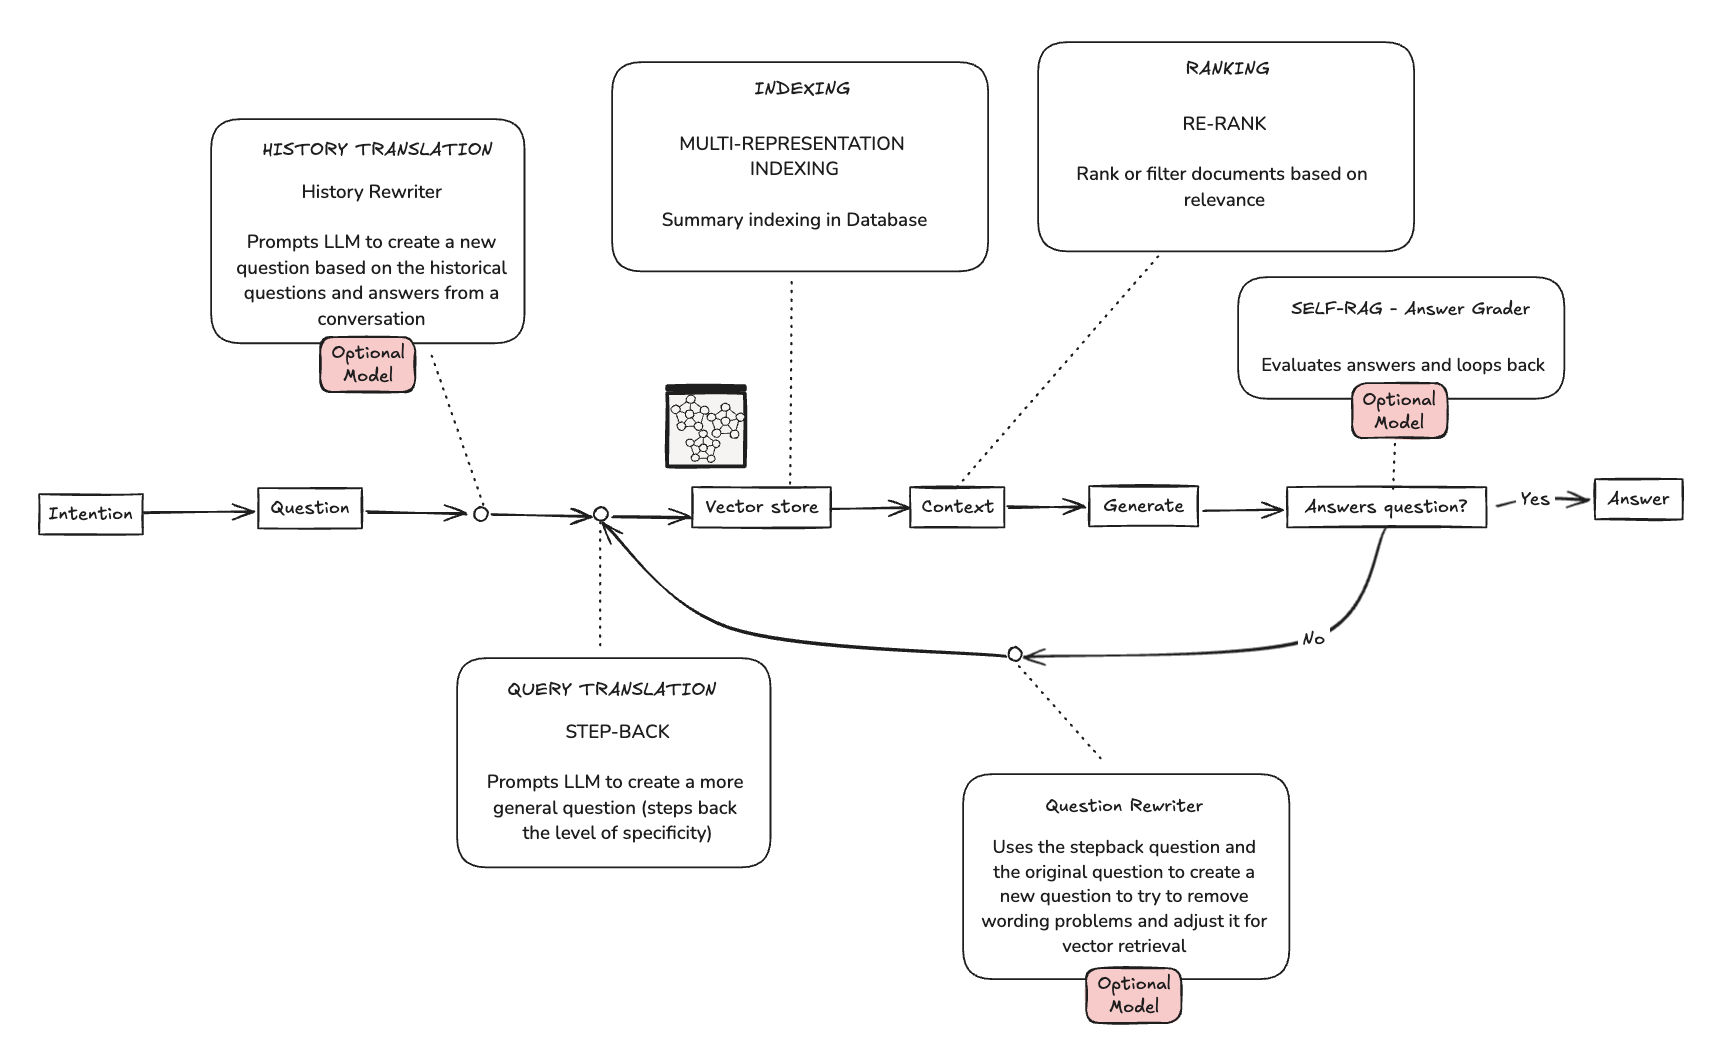 RANKING
RE-RANK
Rank or filter documents based on
relevance
INDEXING
MULTI-REPRESENTATION
INDEXING
Summary indexing in Database
HISTORY TRANSLATION
History Rewriter
Prompts LLM to create a new
question based on the historical
questions and answers from a
conversation
Optional
Model
SELF-RAG - Answer Grader
Evaluates answers and loops back
Optional
Model
Intention
Question
Vector store
Context
Generate
Answers question?
Yes
Answer
No
QUERY TRANSLATION
STEP-BACK
Prompts LLM to create a more
general question (steps back
the level of specificity)
Question Rewriter
Uses the stepback question and
the original question to create a
new question to try to remove
wording problems and adjust it for
vector retrieval
Optional
Model